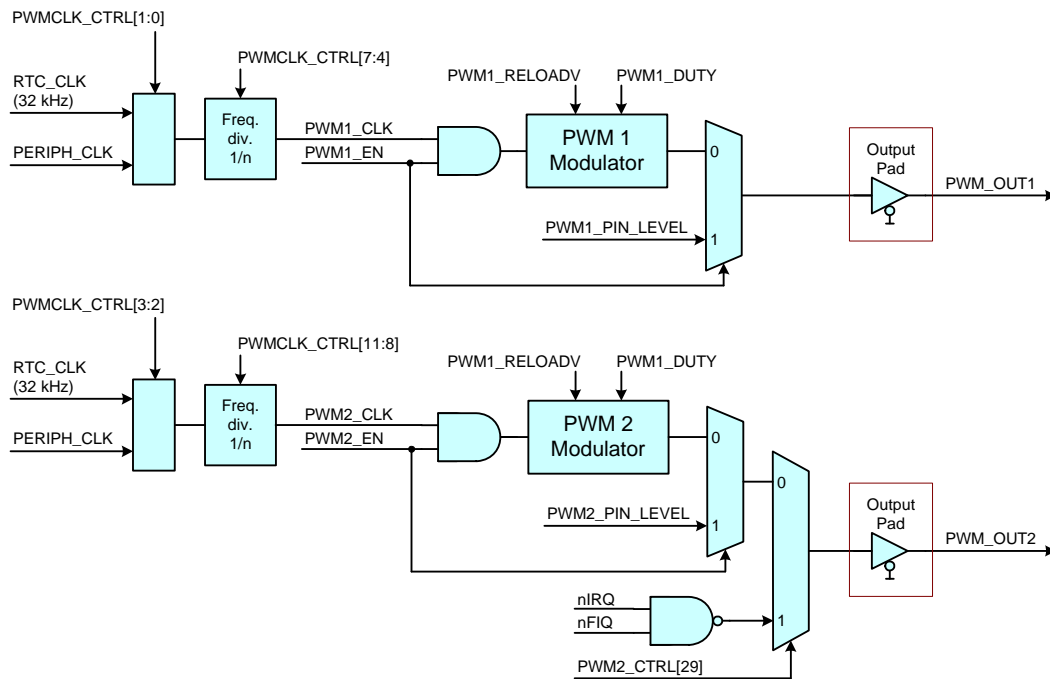 PWMCLK_CTRL[1:0]
PWMCLK_CTRL[7:4]
RTC_CLK
(32 kHz)
PERIPH_CLK
Freq.
div.
1/n
PWM1_CLK
PWM1_EN
PWM1_RELOADV
PWM1_DUTY
PWM 1
Modulator
0
PWM1_PIN_LEVEL
1
Output
Pad
PWM_OUT1
PWMCLK_CTRL[3:2]
PWMCLK_CTRL[11:8]
RTC_CLK
(32 kHz)
PERIPH_CLK
Freq.
div.
1/n
PWM2_CLK
PWM2_EN
PWM1_RELOADV
PWM1_DUTY
PWM 2
Modulator
0
PWM2_PIN_LEVEL
1
0
nIRQ
nFIQ
1
PWM2_CTRL[29]
Output
Pad
PWM_OUT2